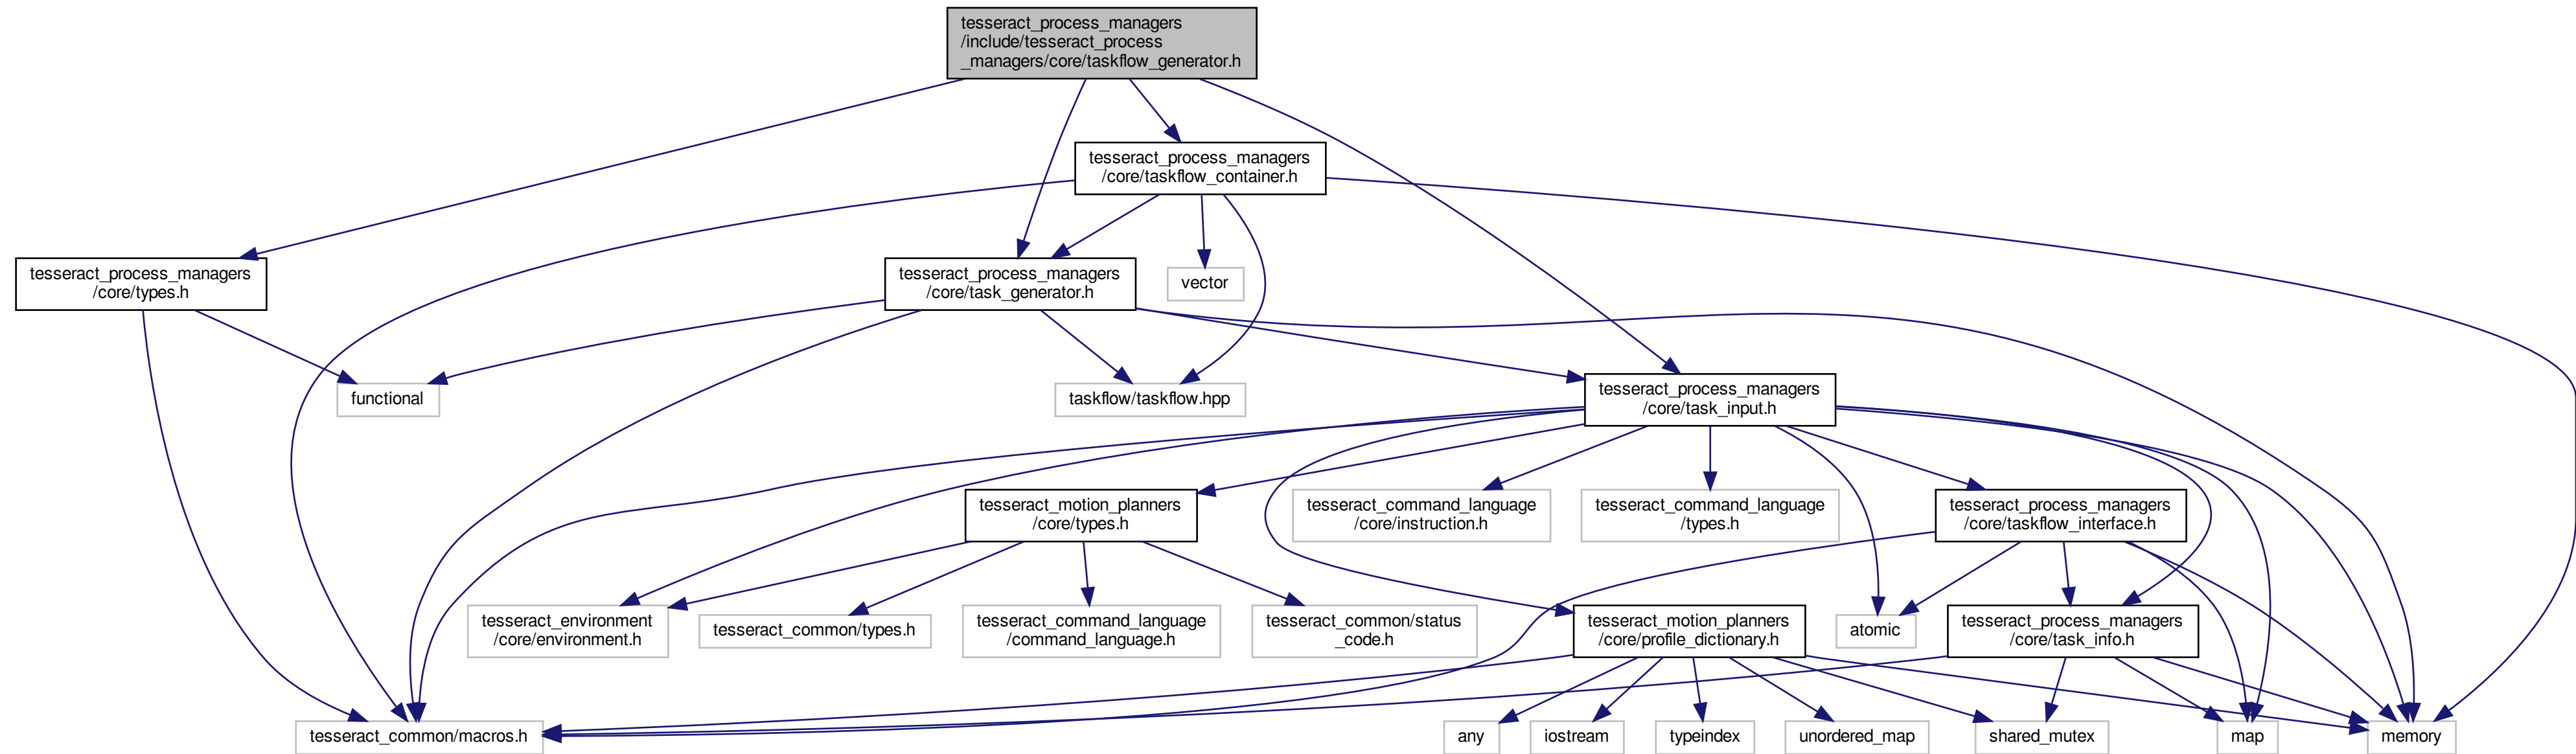 tesseract_process_managers
/include/tesseract_process
_managers/core/taskflow_generator.h
tesseract_process_managers
/core/taskflow_container.h
tesseract_process_managers
/core/types.h
tesseract_process_managers
/core/task_generator.h
vector
functional
taskflow/taskflow.hpp
tesseract_process_managers
/core/task_input.h
tesseract_motion_planners
/core/types.h
tesseract_command_language
/core/instruction.h
tesseract_command_language
/types.h
tesseract_process_managers
/core/taskflow_interface.h
tesseract_environment
/core/environment.h
tesseract_common/types.h
tesseract_command_language
/command_language.h
tesseract_common/status
_code.h
tesseract_motion_planners
/core/profile_dictionary.h
atomic
tesseract_process_managers
/core/task_info.h
tesseract_common/macros.h
any
iostream
typeindex
unordered_map
shared_mutex
map
memory